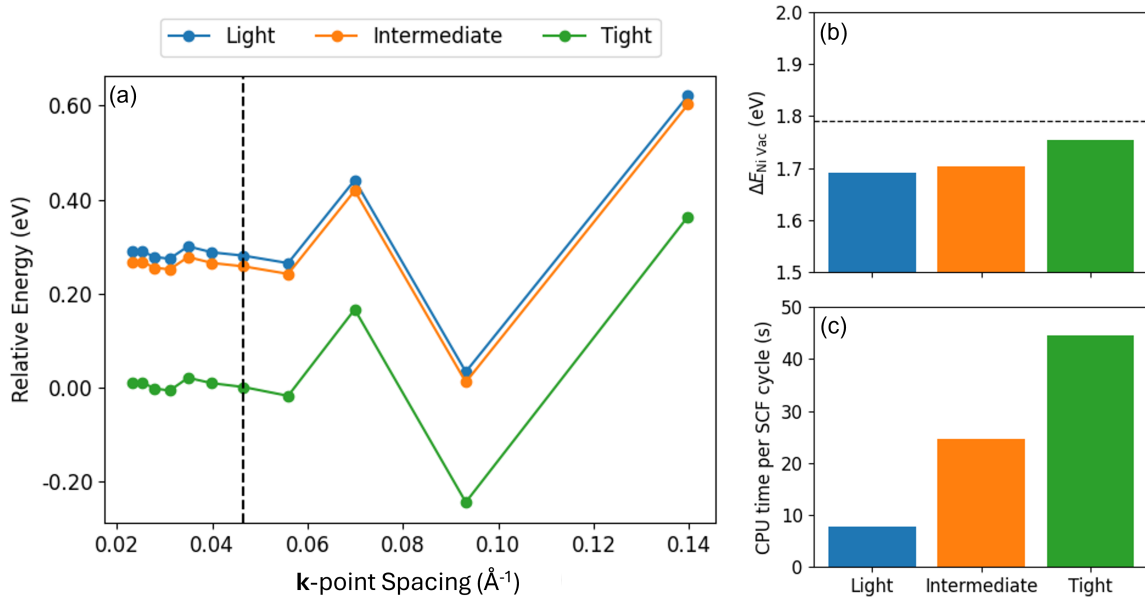 Light Intermediate Tight
(a)
0.60
0.40
0.20
0.00
-0.20
Relative Energy (eV)
0.02 0.04 0.06 0.08 0.10 0.12 0.14
k-point Spacing (Å⁻¹)
(b)
2.0
1.9
1.8
1.7
1.6
1.5
ΔE_Ni Vac (eV)
(c)
50
40
30
20
10
0
CPU time per SCF cycle (s)
Light Intermediate Tight